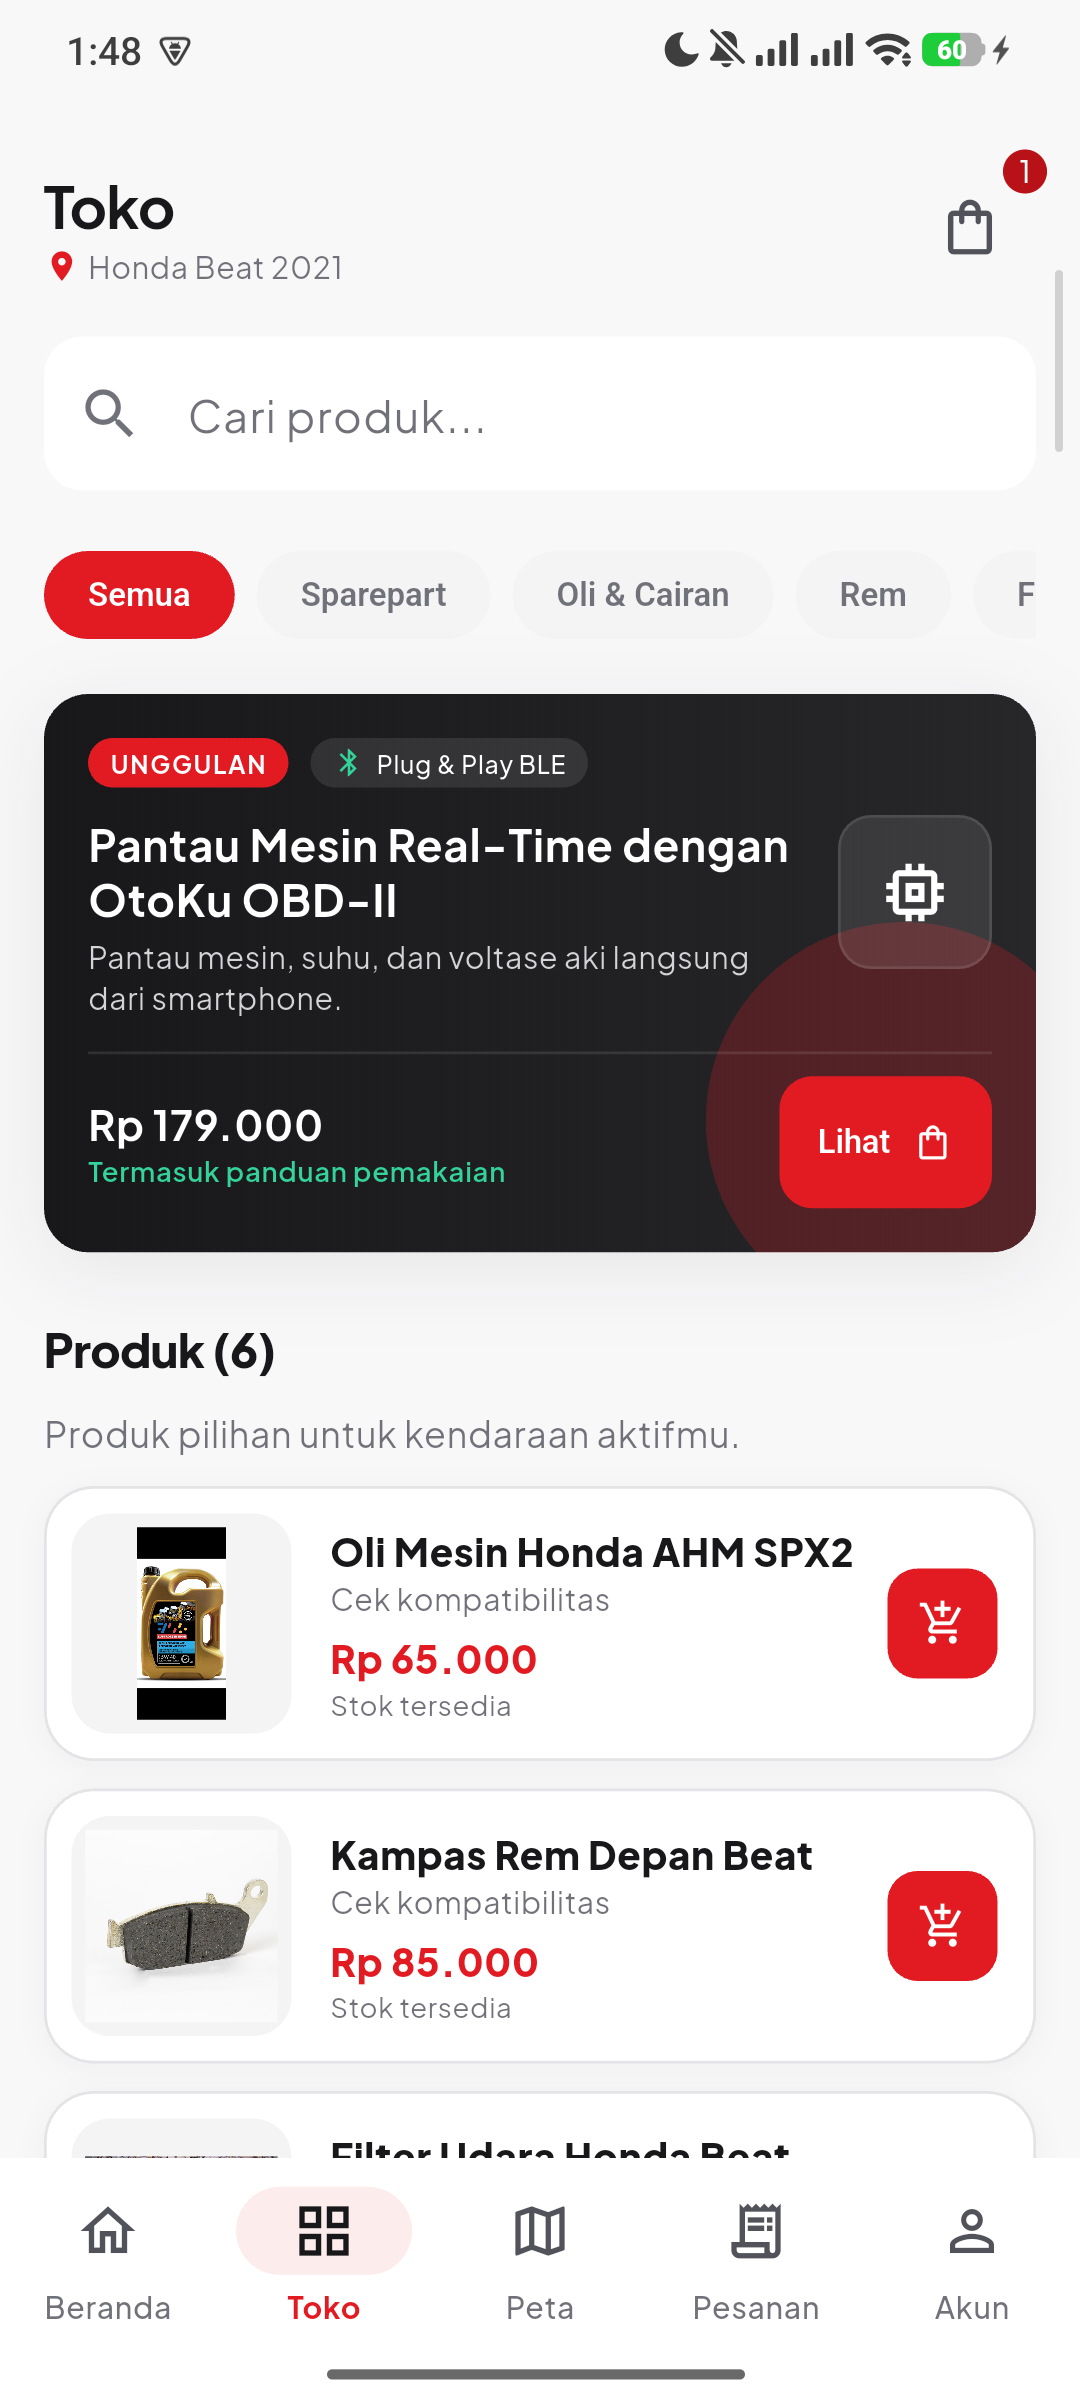 1:48
60
Toko
1
Honda Beat 2021
Cari produk...
Semua
Sparepart
Oli & Cairan
Rem
F
UNGGULAN
Plug & Play BLE
Pantau Mesin Real-Time dengan
OtoKu OBD-II
Pantau mesin, suhu, dan voltase aki langsung
dari smartphone.
Rp 179.000
Termasuk panduan pemakaian
Lihat
Produk (6)
Produk pilihan untuk kendaraan aktifmu.
Oli Mesin Honda AHM SPX2
Cek kompatibilitas
Rp 65.000
Stok tersedia
Kampas Rem Depan Beat
Cek kompatibilitas
Rp 85.000
Stok tersedia
Filter Udara Honda Beat
Beranda
Toko
Peta
Pesanan
Akun